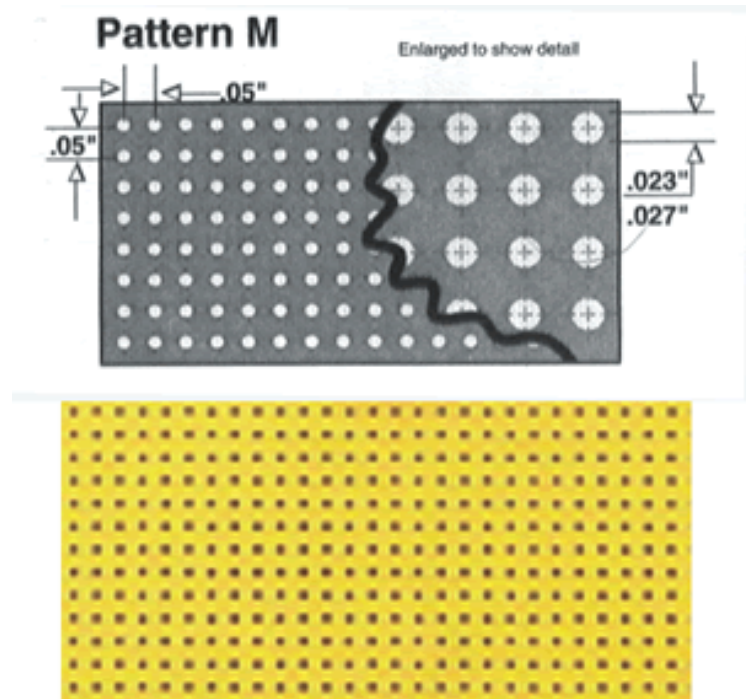 Pattern M
Enlarged to show detail
.05"
.05"
.023"
.027"